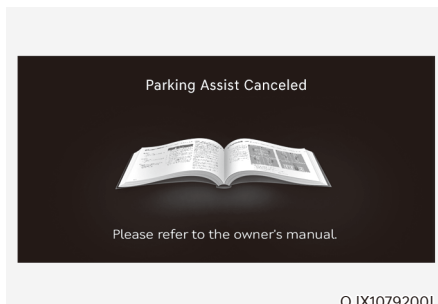 Parking Assist Canceled
Please refer to the owner's manual.
OJX1079200L